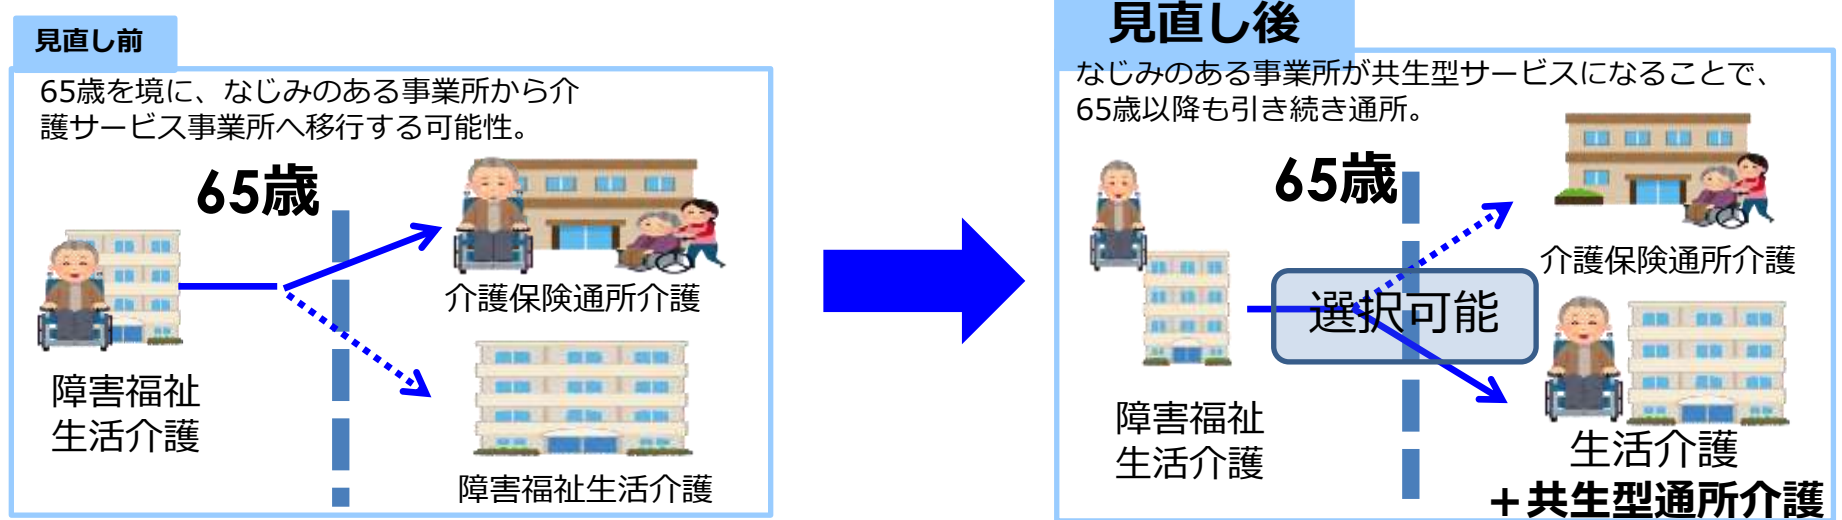 見直し前
65歳を境に、なじみのある事業所から介
護サービス事業所へ移行する可能性。
65歳
介護保険通所介護
障害福祉
生活介護
障害福祉生活介護
見直し後
なじみのある事業所が共生型サービスになることで、
65歳以降も引き続き通所。
65歳
介護保険通所介護
選択可能
障害福祉
生活介護
生活介護
＋共生型通所介護